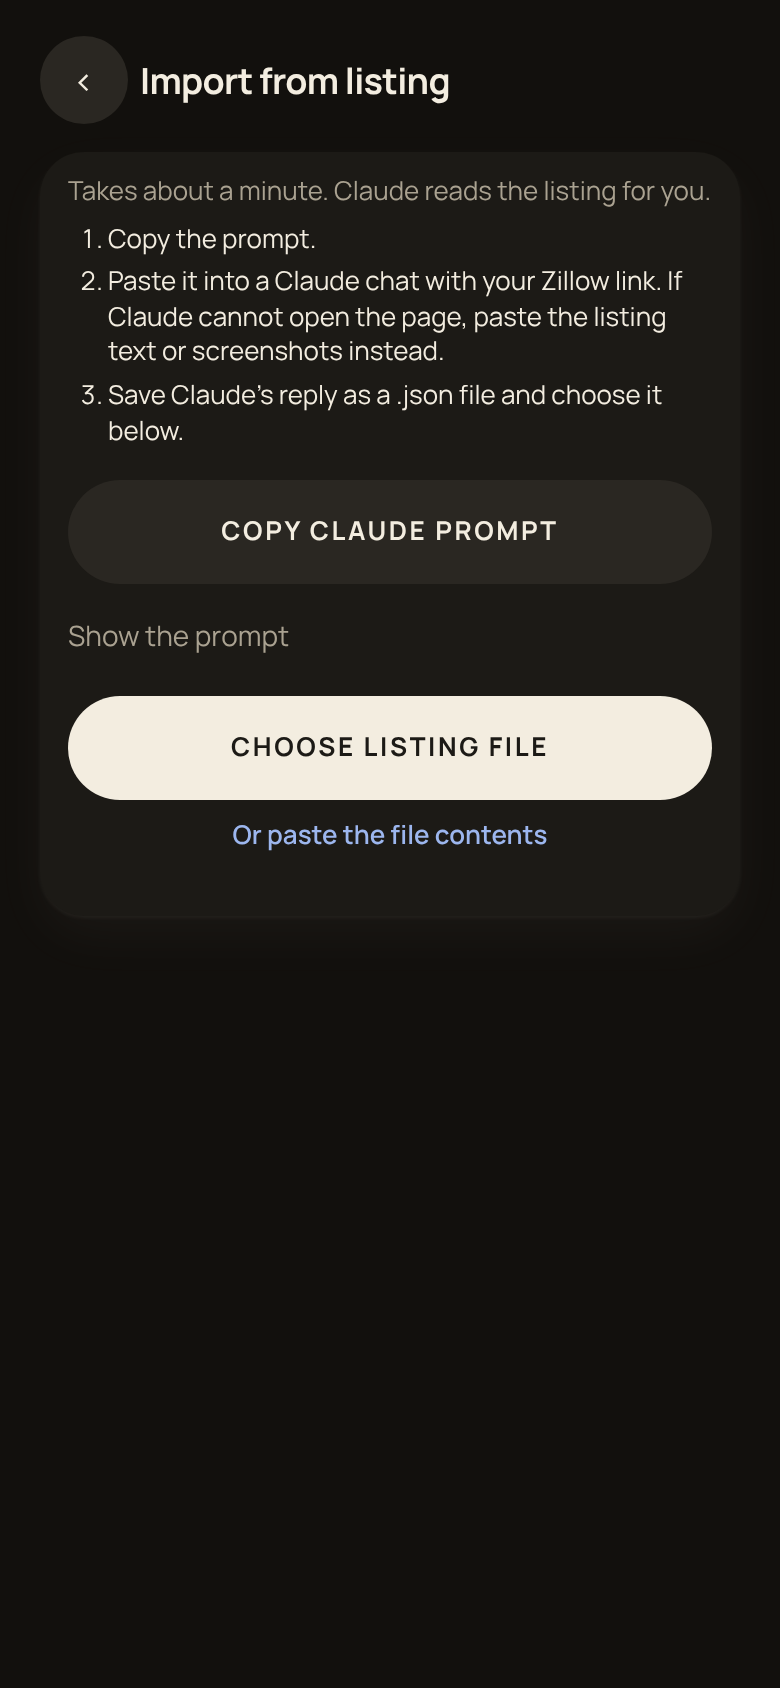 Import from listing
Takes about a minute. Claude reads the listing for you.
1. Copy the prompt.
2. Paste it into a Claude chat with your Zillow link. If
Claude cannot open the page, paste the listing
text or screenshots instead.
3. Save Claude’s reply as a .json file and choose it
below.
COPY CLAUDE PROMPT
Show the prompt
CHOOSE LISTING FILE
Or paste the file contents